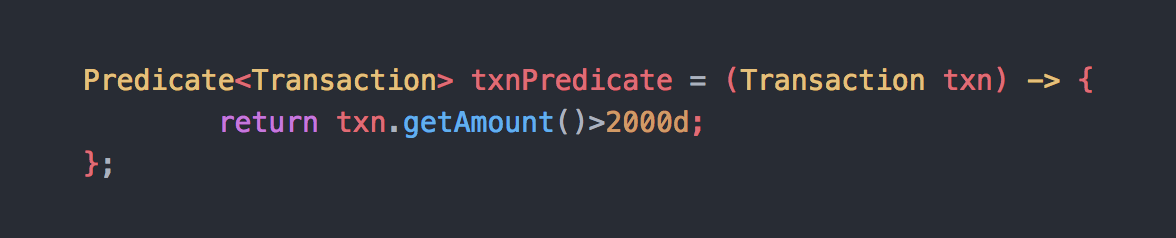 Predicate<Transaction> txnPredicate = (Transaction txn) -> {
        return txn.getAmount()>2000d;
};